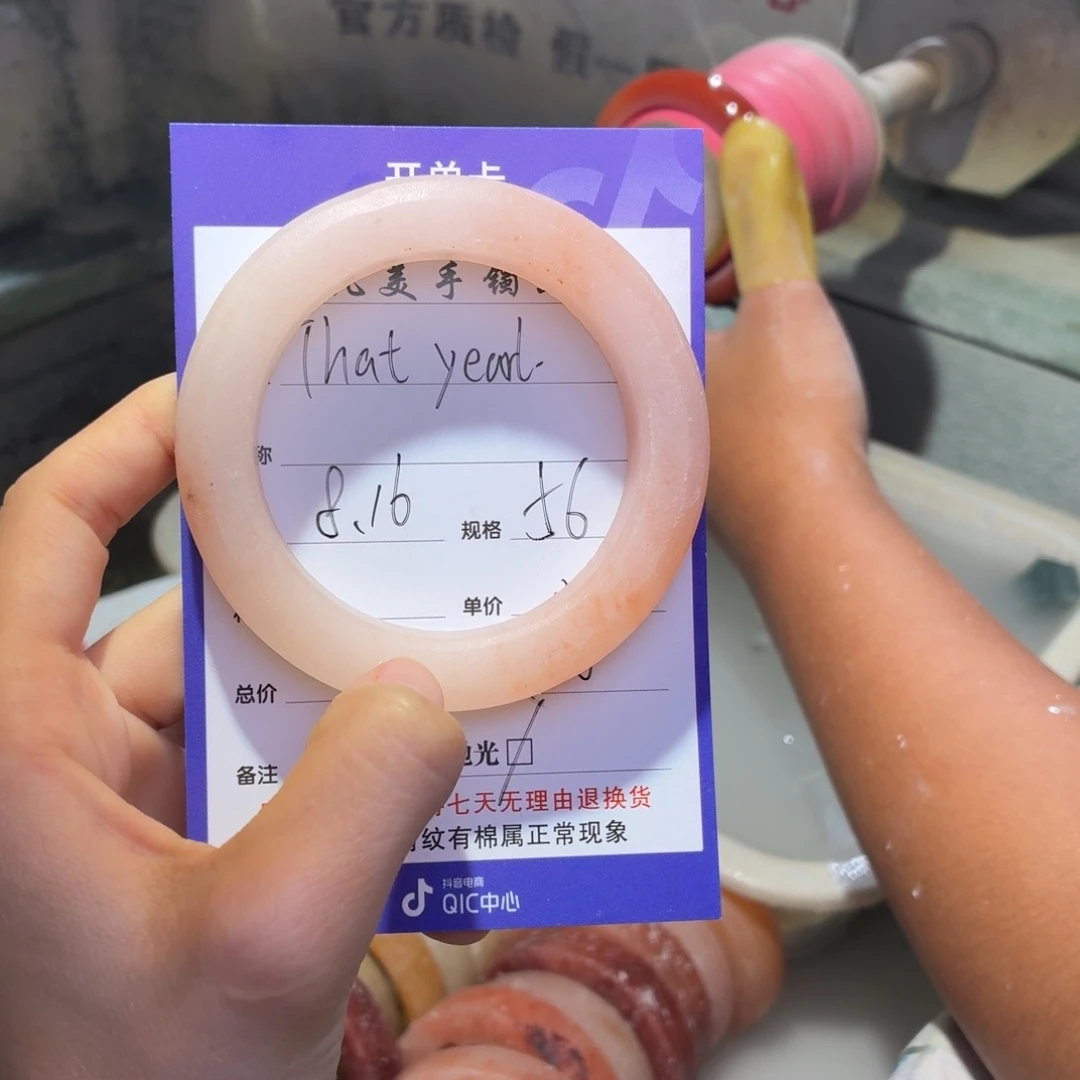 官方质检 假一
开单卡
美手镯
That year.
称
8.16 规格 56
单价
总价
光□
备注
七天无理由退换货
纹有棉属正常现象
抖音电商
QIC中心